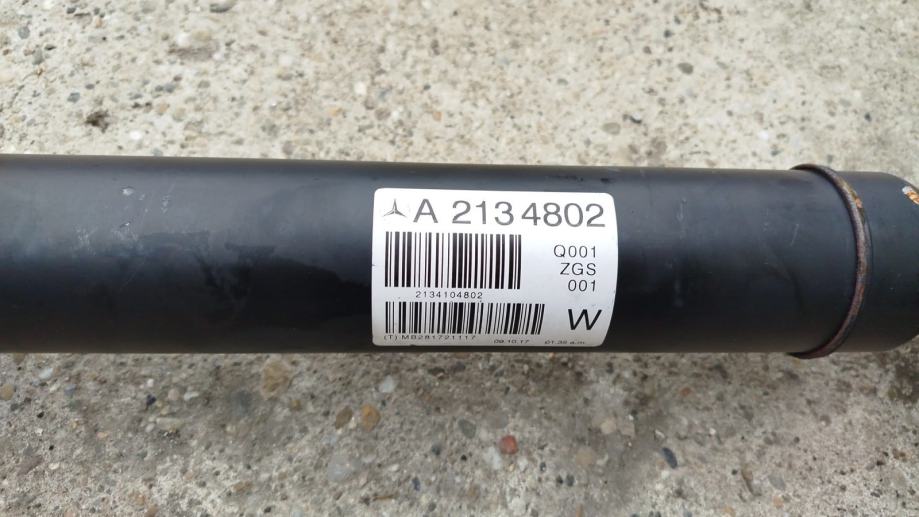 A 213 4802
Q001
ZGS
001
2134104802
W
(T) MB281721117 09.10.17 01.35 a.m.